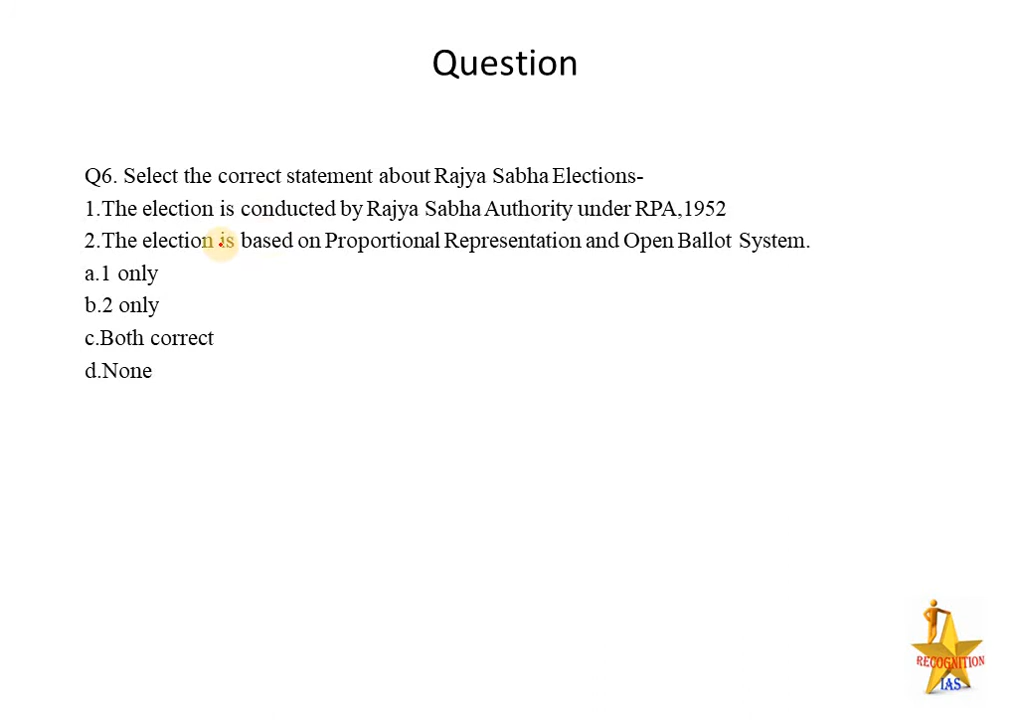 Question
Q6. Select the correct statement about Rajya Sabha Elections-
1.The election is conducted by Rajya Sabha Authority under RPA,1952
2.The election is based on Proportional Representation and Open Ballot System.
a.1 only
b.2 only
c.Both correct
d.None
RECOGNITION
IAS